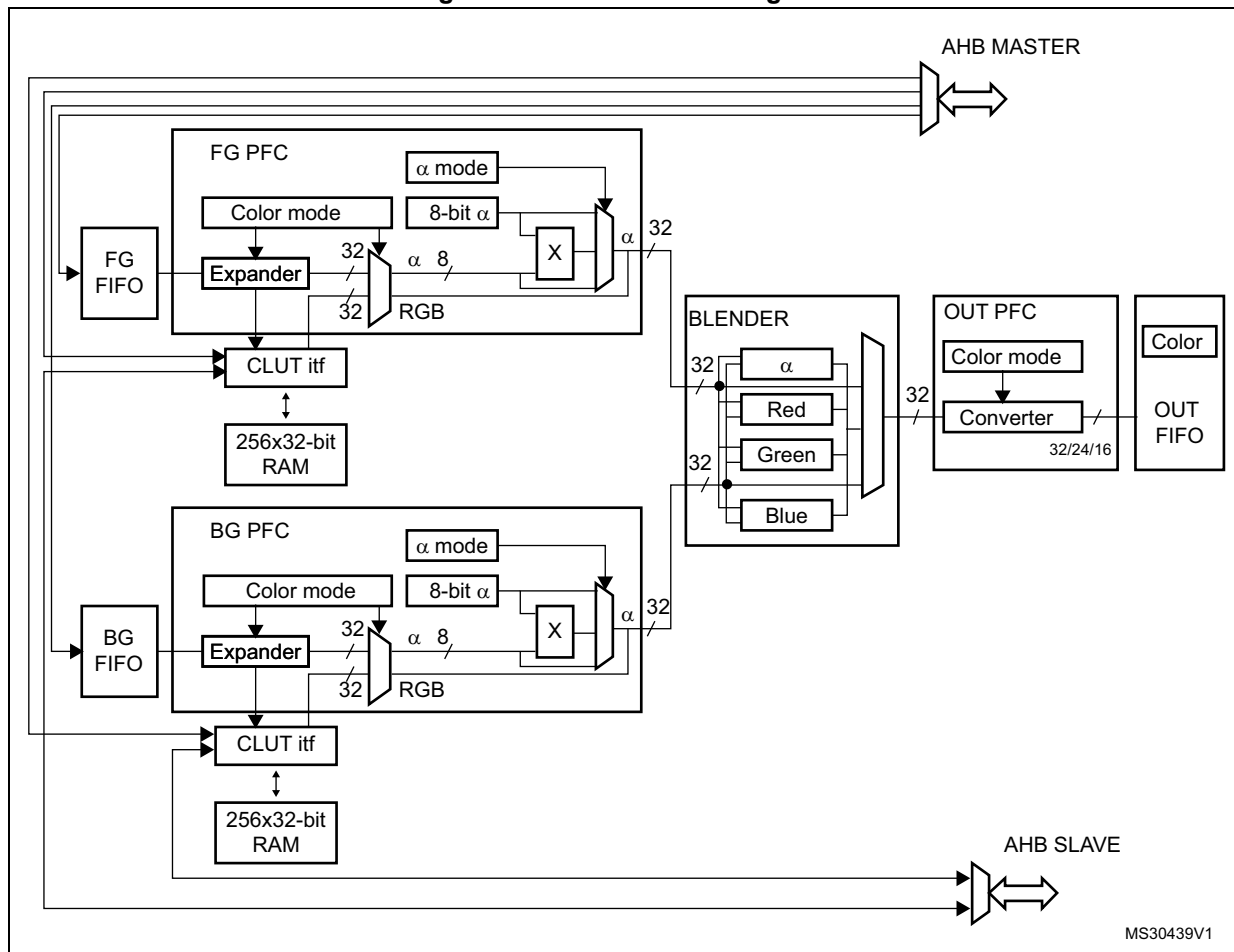 AHB MASTER
FG PFC
α mode
Color mode
8-bit α
FG
FIFO
Expander
32
32
α
8
X
RGB
α
32
CLUT itf
256x32-bit
RAM
BLENDER
32
α
Red
Green
32
Blue
32
OUT PFC
Color mode
Converter
32/24/16
Color
OUT
FIFO
BG PFC
α mode
Color mode
8-bit α
BG
FIFO
Expander
32
32
α
8
X
RGB
α
32
CLUT itf
256x32-bit
RAM
AHB SLAVE
MS30439V1